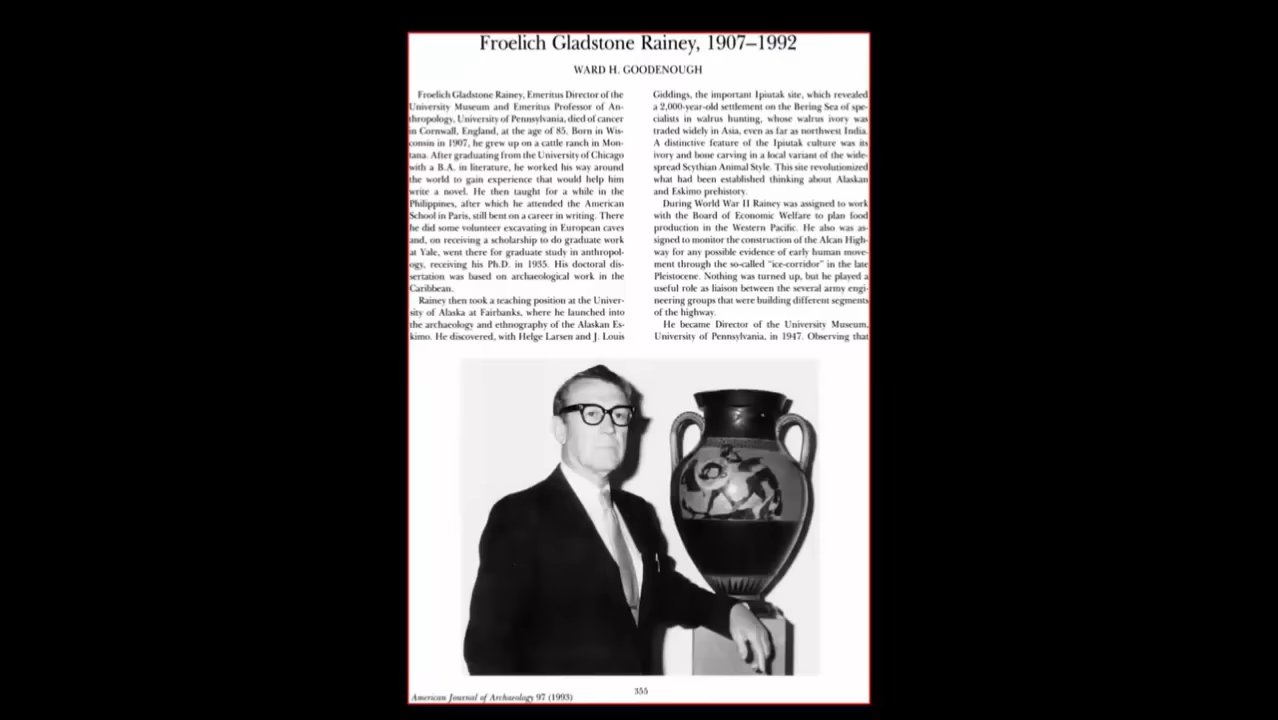 Froelich Gladstone Rainey, 1907–1992
WARD H. GOODENOUGH
Froelich Gladstone Rainey, Emeritus Director of the
University Museum and Emeritus Professor of An-
thropology, University of Pennsylvania, died of cancer
in Cornwall, England, at the age of 85. Born in Wis-
consin in 1907, he grew up on a cattle ranch in Mon-
tana. After graduating from the University of Chicago
with a B.A. in literature, he worked his way around
the world to gain experience that would help him
write a novel. He then taught for a while in the
Philippines, after which he attended the American
School in Paris, still bent on a career in writing. There
he did some volunteer excavating in European caves
and, on receiving a scholarship to do graduate work
at Yale, went there for graduate study in anthropol-
ogy, receiving his Ph.D. in 1935. His doctoral dis-
sertation was based on archaeological work in the
Caribbean.
Rainey then took a teaching position at the Univer-
sity of Alaska at Fairbanks, where he launched into
the archaeology and ethnography of the Alaskan Es-
kimo. He discovered, with Helge Larsen and J. Louis
Giddings, the important Ipiutak site, which revealed
a 2,000-year-old settlement on the Bering Sea of spe-
cialists in walrus hunting, whose walrus ivory was
traded widely in Asia, even as far as northwest India.
A distinctive feature of the Ipiutak culture was its
ivory and bone carving in a local variant of the wide-
spread Scythian Animal Style. This site revolutionized
what had been established thinking about Alaskan
and Eskimo prehistory.
During World War II Rainey was assigned to work
with the Board of Economic Welfare to plan food
production in the Western Pacific. He also was as-
signed to monitor the construction of the Alcan High-
way for any possible evidence of early human move-
ment through the so-called "ice-corridor" in the late
Pleistocene. Nothing was turned up, but he played a
useful role as liaison between the several army engi-
neering groups that were building different segments
of the highway.
He became Director of the University Museum,
University of Pennsylvania, in 1947. Observing that
355
American Journal of Archaeology 97 (1993)